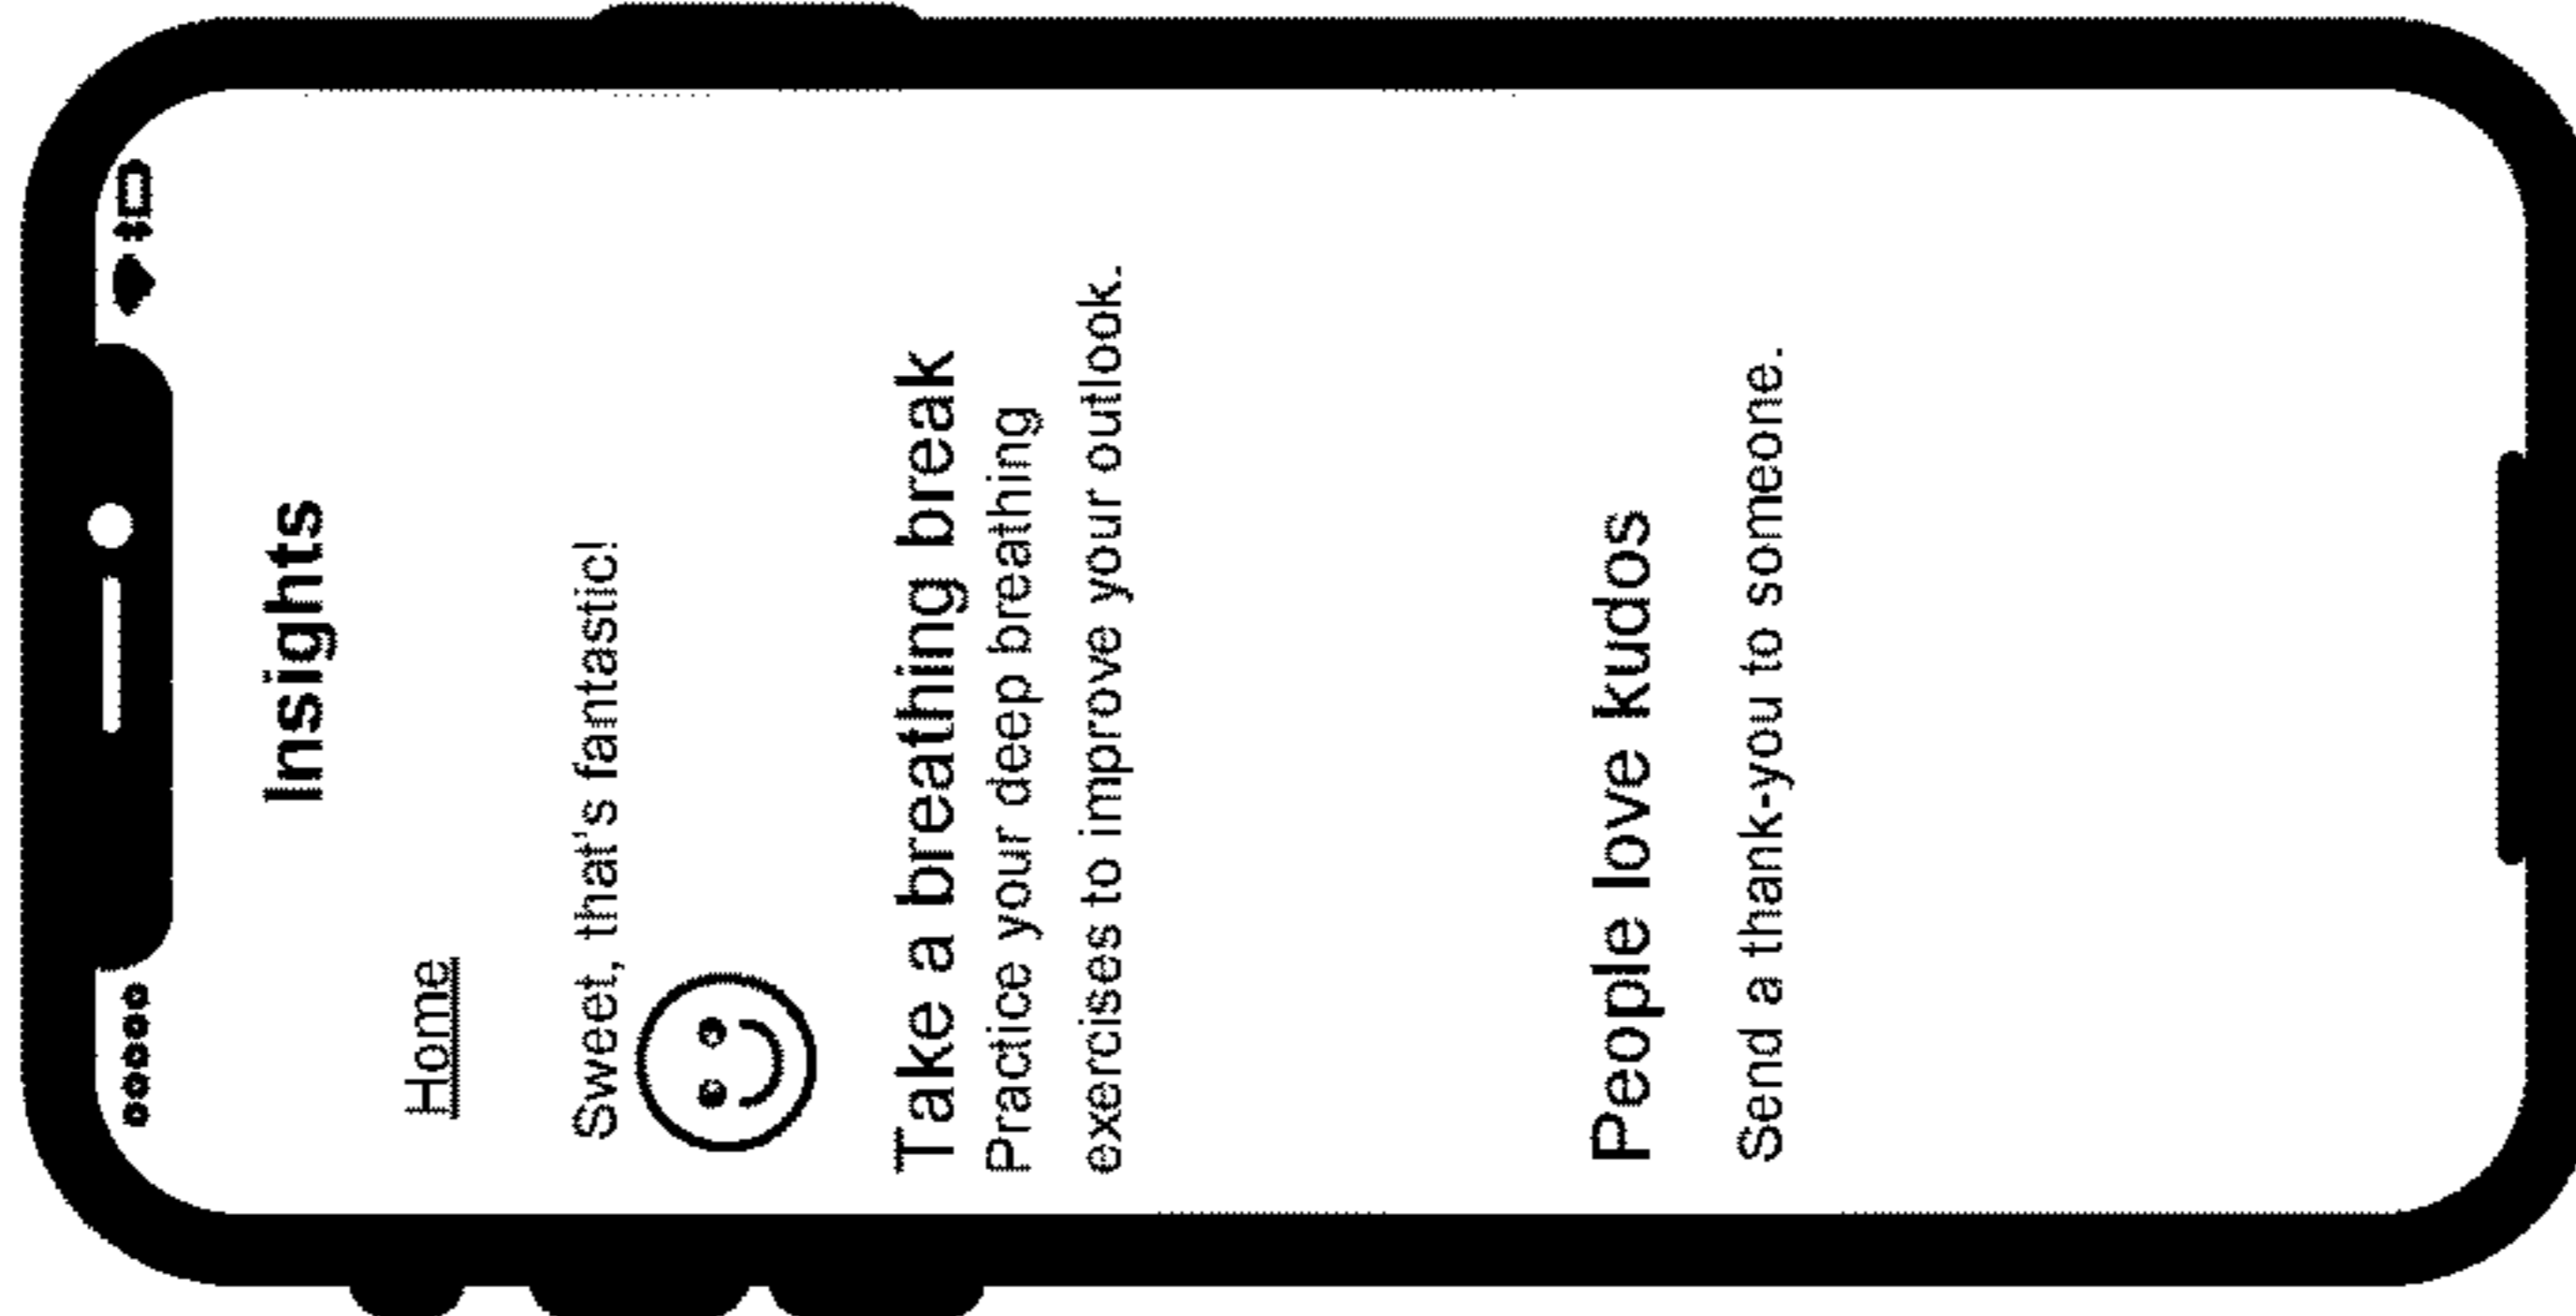 Insights
Home
Sweet, that's fantastic!
Take a breathing break
Practice your deep breathing
exercises to improve your outlook.
People love kudos
Send a thank-you to someone.